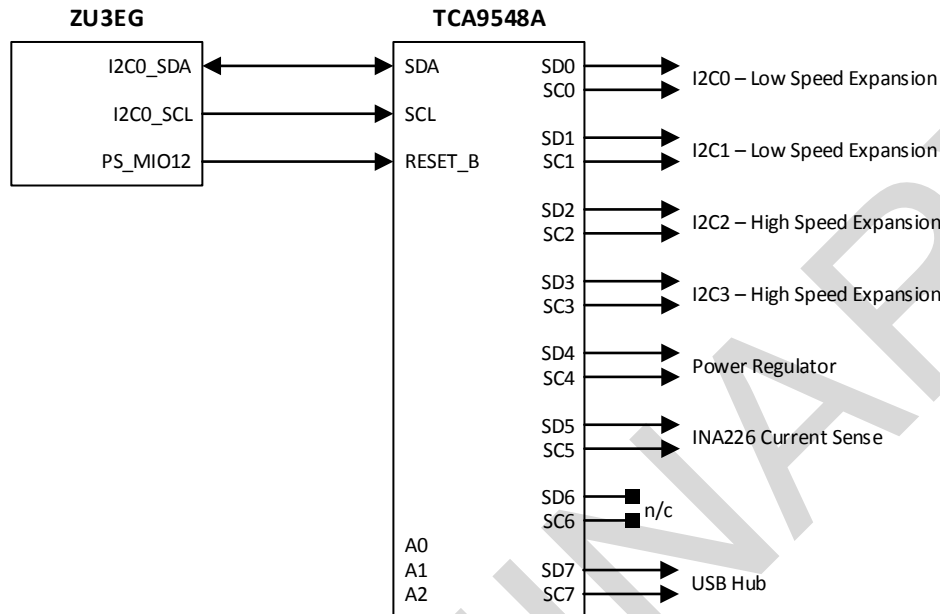 ZU3EG
TCA9548A
I2C0_SDA
SDA
SD0
SC0
I2C0 – Low Speed Expansion
I2C0_SCL
SCL
SD1
SC1
I2C1 – Low Speed Expansion
PS_MIO12
RESET_B
SD2
SC2
I2C2 – High Speed Expansion
SD3
SC3
I2C3 – High Speed Expansion
SD4
SC4
Power Regulator
SD5
SC5
INA226 Current Sense
SD6
SC6
n/c
A0
A1
A2
SD7
SC7
USB Hub